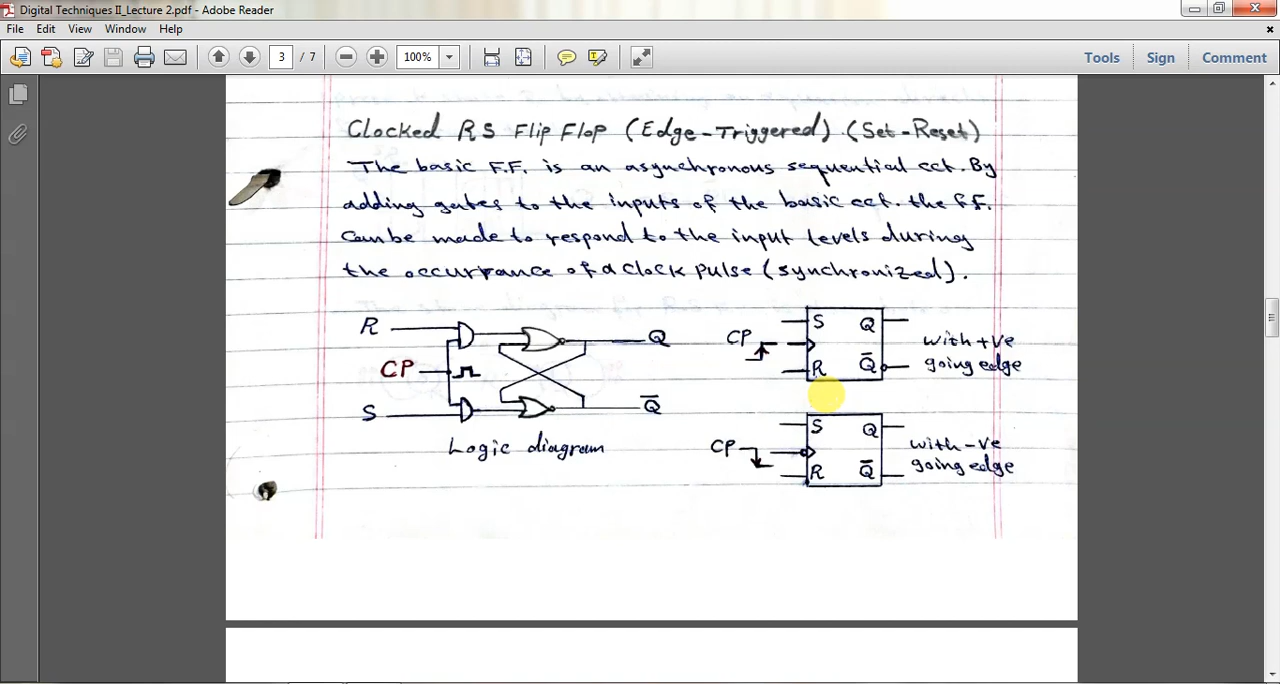 Digital Techniques II_Lecture 2.pdf - Adobe Reader
File Edit View Window Help
3 / 7 100% Tools Sign Comment
Clocked RS Flip Flop (Edge-Triggered). (Set-Reset)
The basic F.F. is an asynchronous sequential cct. By
adding gates to the inputs of the basic cct. the F.F.
can be made to respond to the input levels during
the occurrance of a clock pulse (synchronized).
R Q
CP
S Q̅
Logic diagram
S Q
CP
R Q̅
with +ve
going edge
S Q
CP
R Q̅
with -ve
going edge